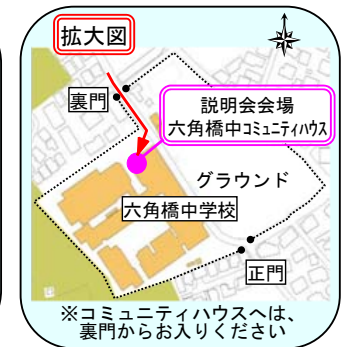 拡大図
裏門
説明会会場
六角橋中コミュニティハウス
グラウンド
六角橋中学校
正門
※コミュニティハウスへは、
裏門からお入りください